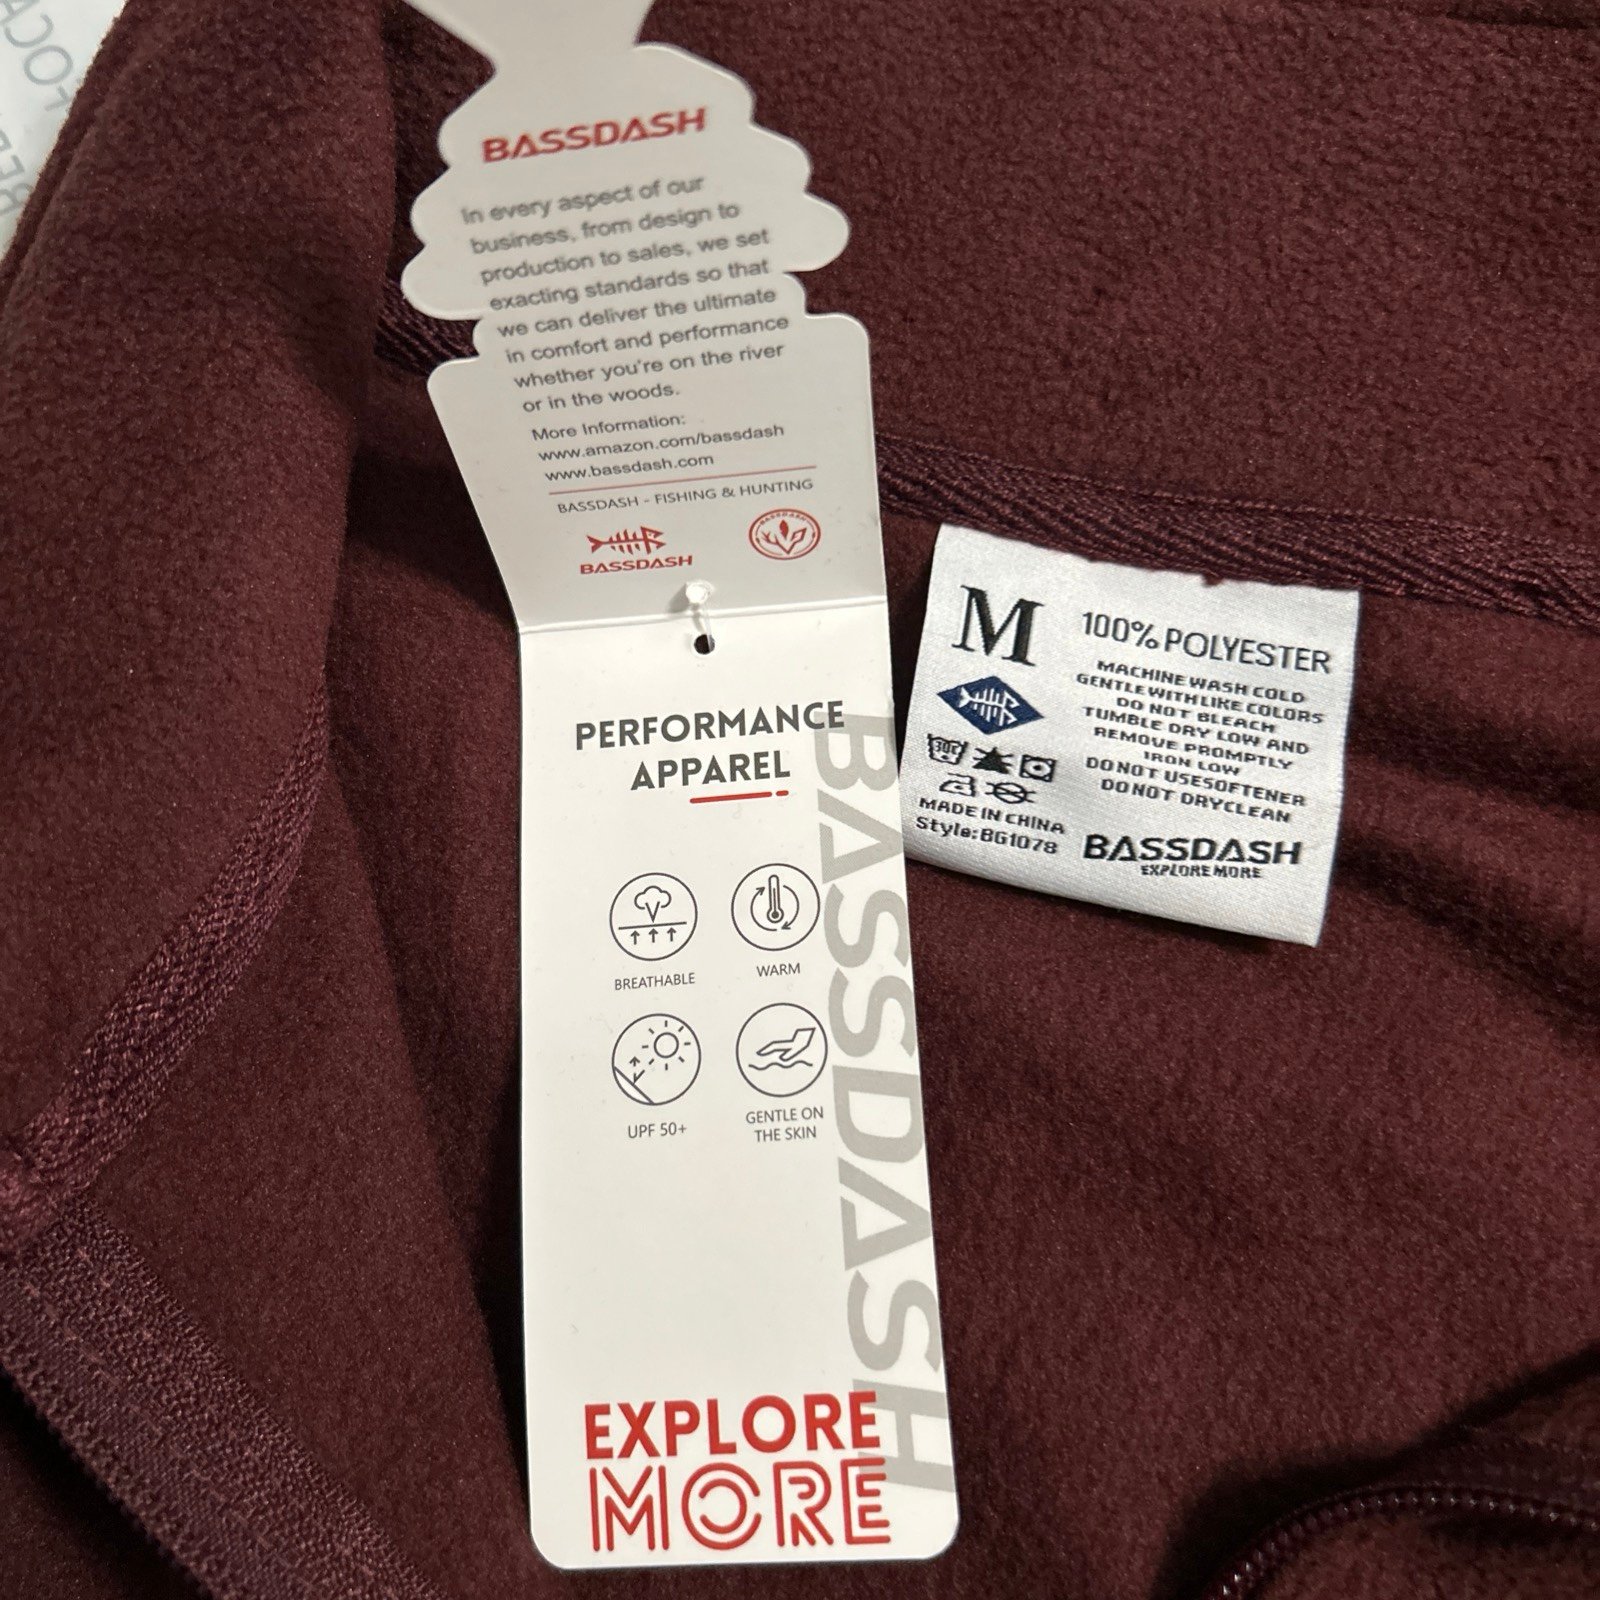 BASSDASH
In every aspect of our
business, from design to
production to sales, we set
exacting standards so that
we can deliver the ultimate
in comfort and performance
whether you're on the river
or in the woods.
More Information:
www.amazon.com/bassdash
www.bassdash.com
BASSDASH - FISHING & HUNTING
BASSDASH
BASSDASH
PERFORMANCE
APPAREL
BREATHABLE
WARM
UPF 50+
GENTLE ON
THE SKIN
BASSDASH
EXPLORE
MORE
M
100% POLYESTER
MACHINE WASH COLD
GENTLE WITH LIKE COLORS
DO NOT BLEACH
TUMBLE DRY LOW AND
REMOVE PROMPTLY
IRON LOW
DO NOT USESOFTENER
DO NOT DRYCLEAN
30C
MADE IN CHINA
Style:BG1078
BASSDASH
EXPLORE MORE